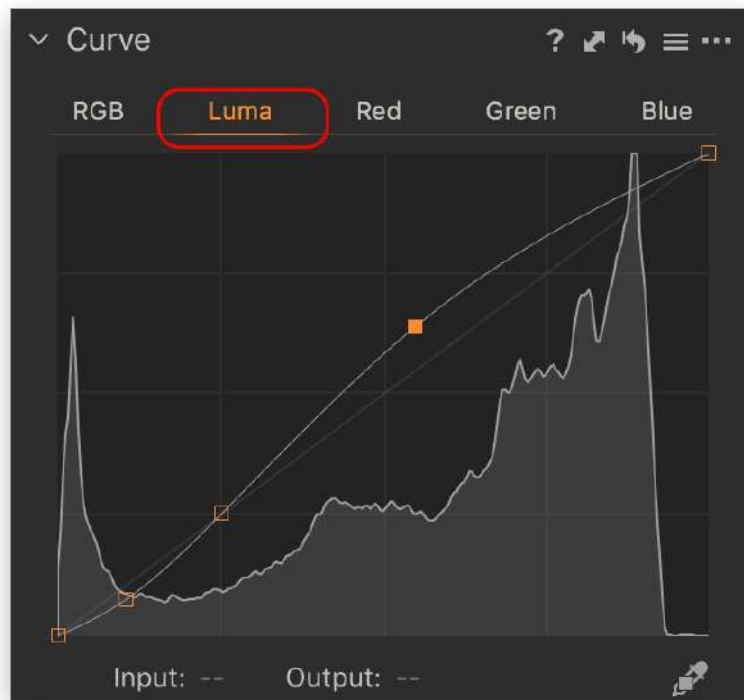 Curve ?
RGB Luma Red Green Blue
Input: -- Output: --